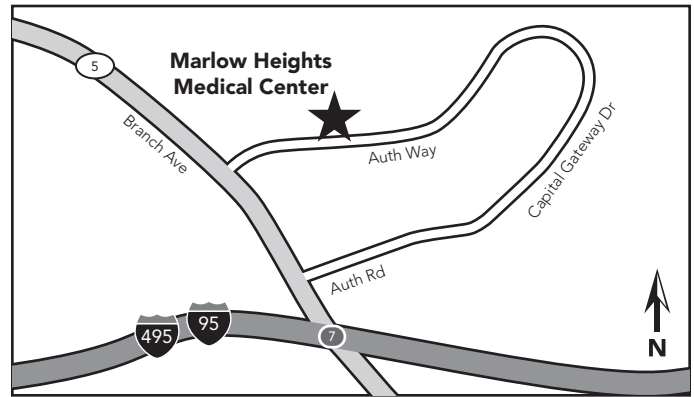 Marlow Heights
Medical Center
5
Branch Ave
Auth Way
Capital Gateway Dr
Auth Rd
495
95
7
N